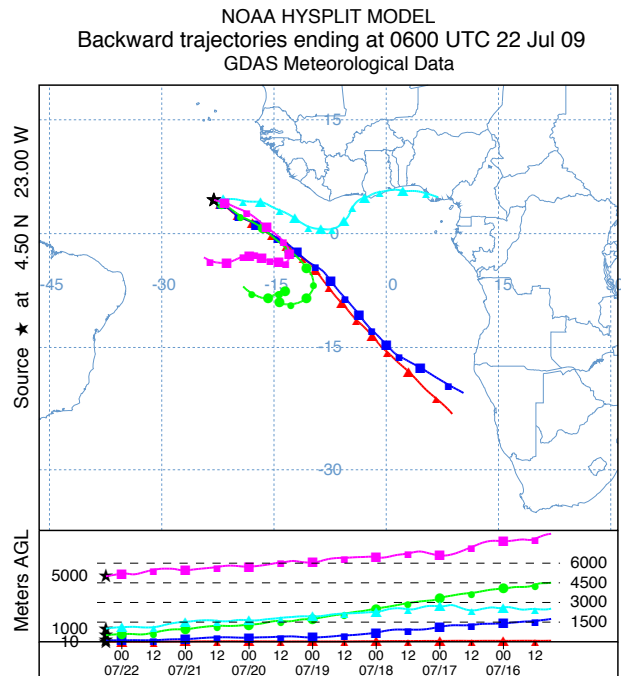 NOAA HYSPLIT MODEL
Backward trajectories ending at 0600 UTC 22 Jul 09
GDAS Meteorological Data
Source ★ at 4.50 N 23.00 W
15
0
-45 -30 -15 0 15
-15
-30
Meters AGL
6000
5000
4500
3000
1000 1500
10
00 12 00 12 00 12 00 12 00 12 00 12 00 12
07/22 07/21 07/20 07/19 07/18 07/17 07/16